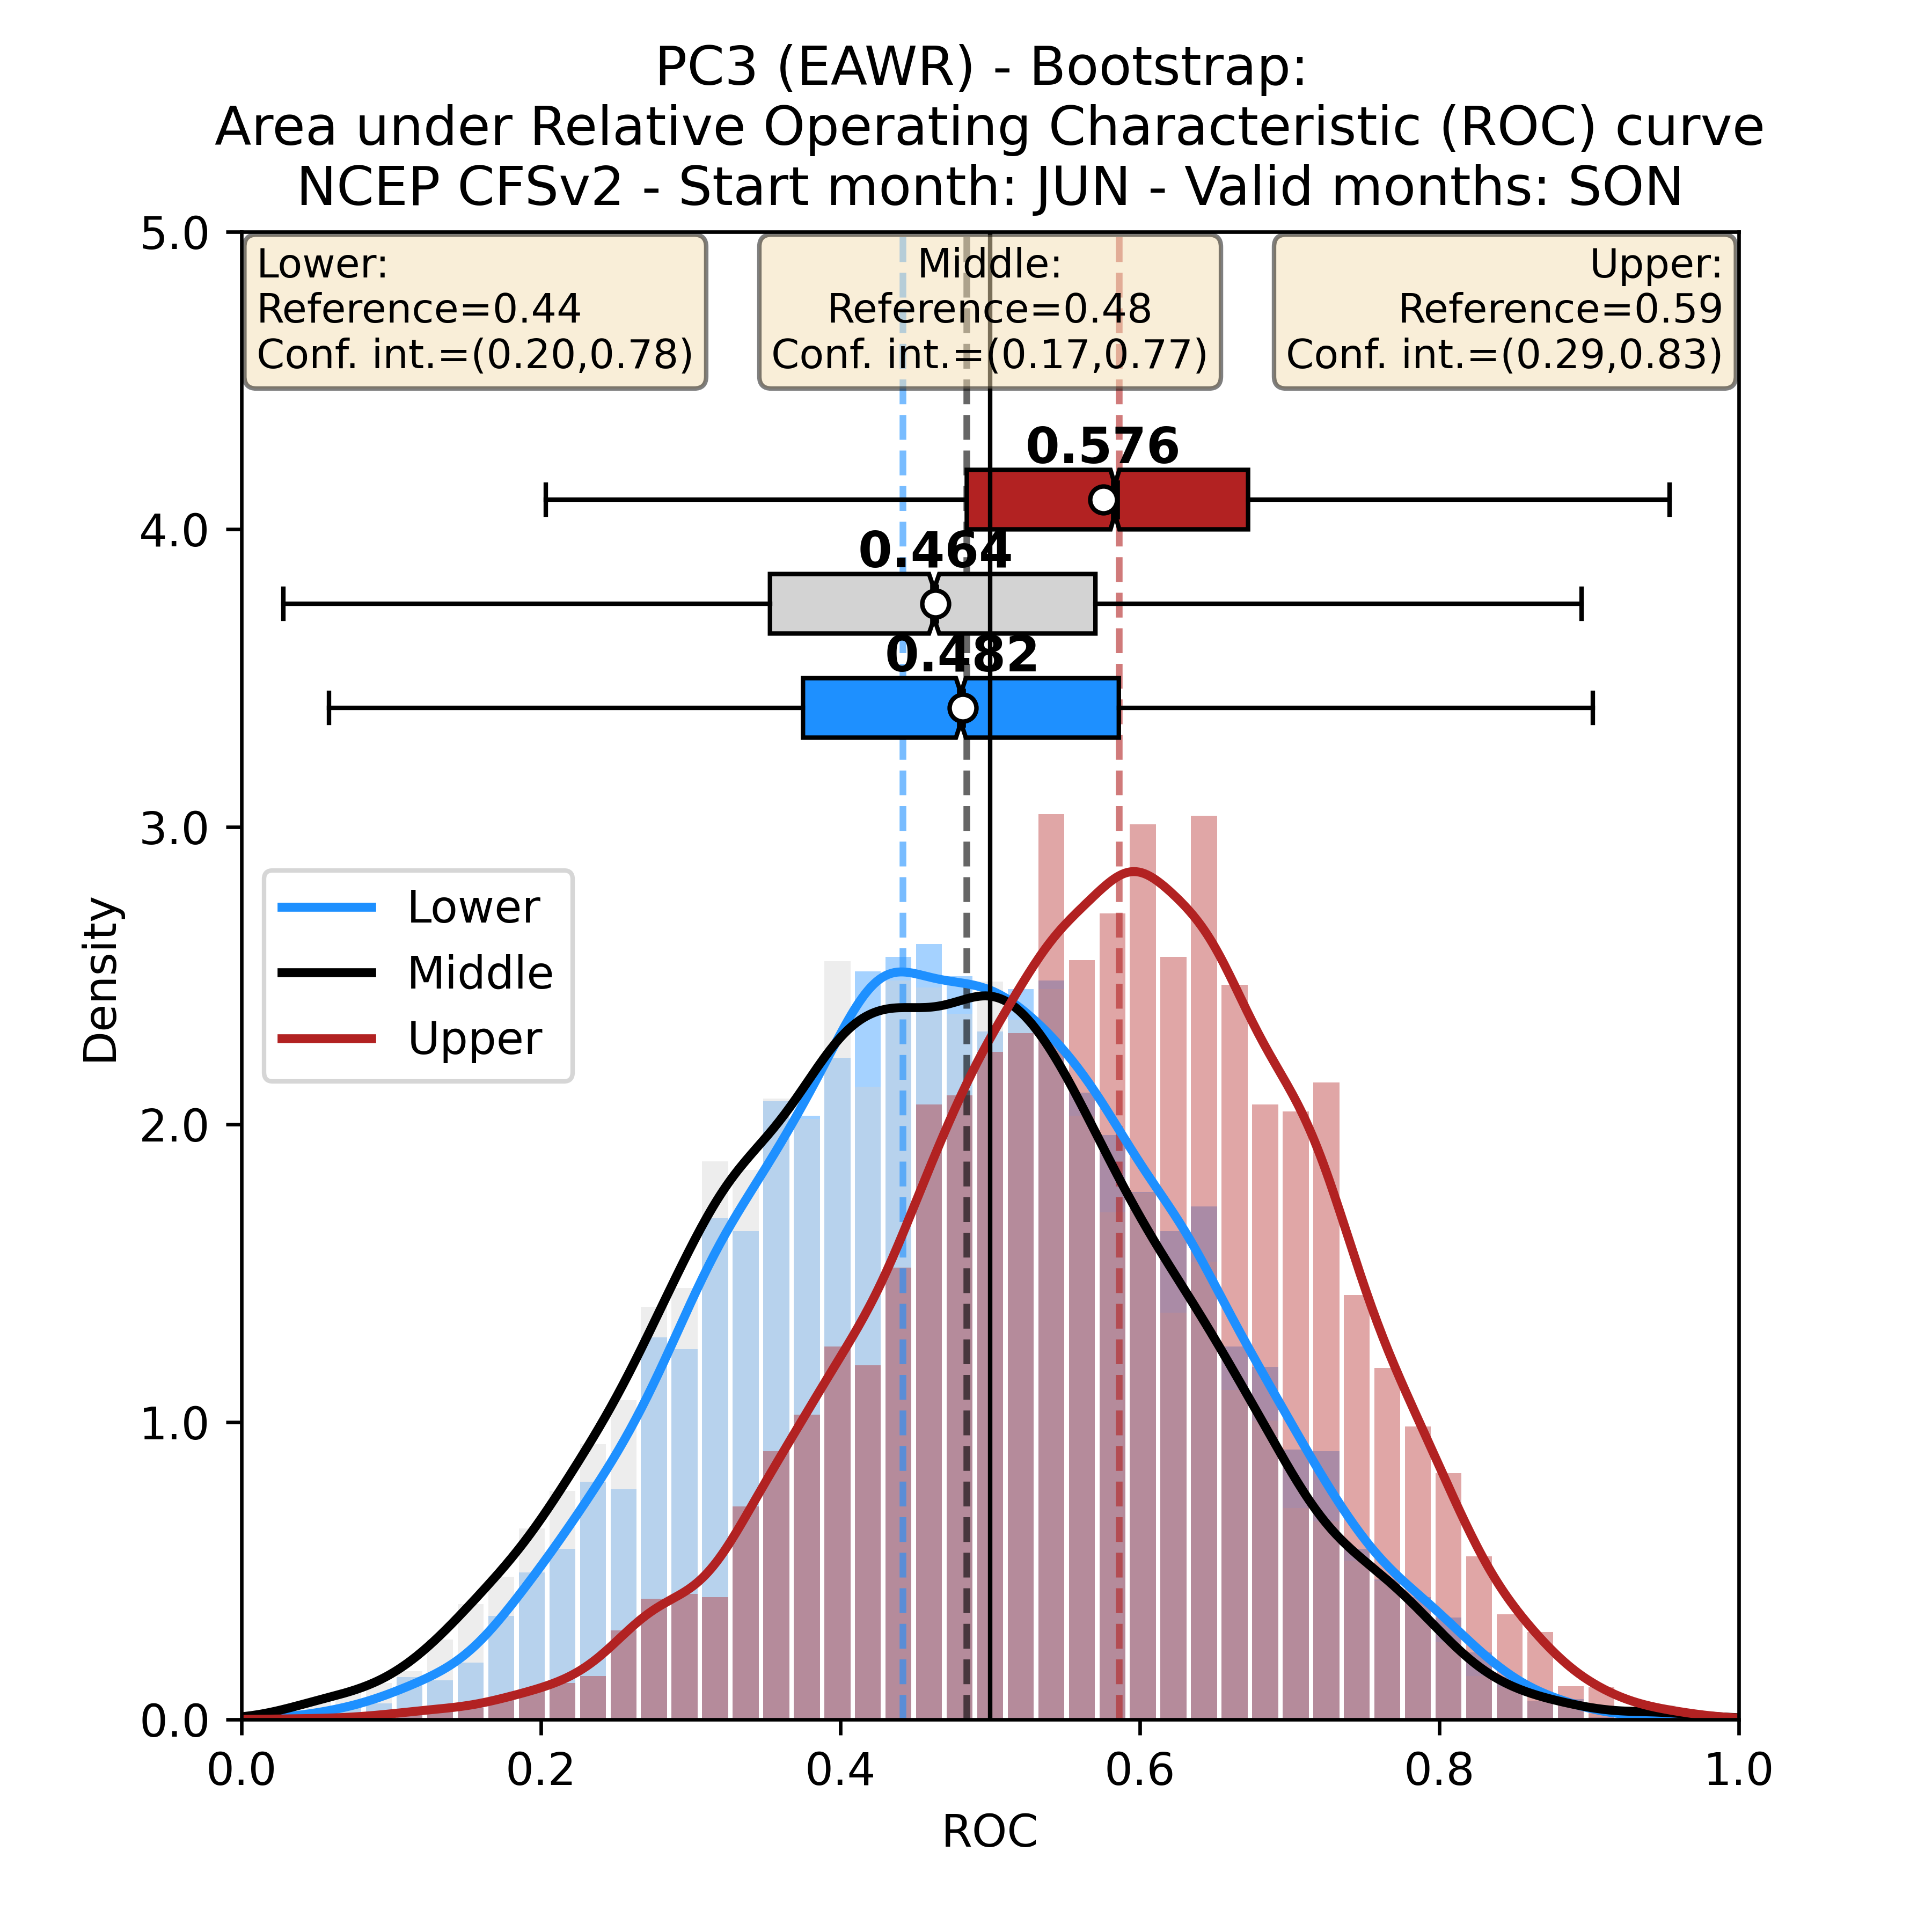 PC3 (EAWR) - Bootstrap:
Area under Relative Operating Characteristic (ROC) curve
NCEP CFSv2 - Start month: JUN - Valid months: SON
Lower:
Reference=0.44
Conf. int.=(0.20,0.78)
Middle:
Reference=0.48
Conf. int.=(0.17,0.77)
Upper:
Reference=0.59
Conf. int.=(0.29,0.83)
0.576
0.464
0.482
Lower
Middle
Upper
Density
5.0
4.0
3.0
2.0
1.0
0.0
0.0 0.2 0.4 0.6 0.8 1.0
ROC